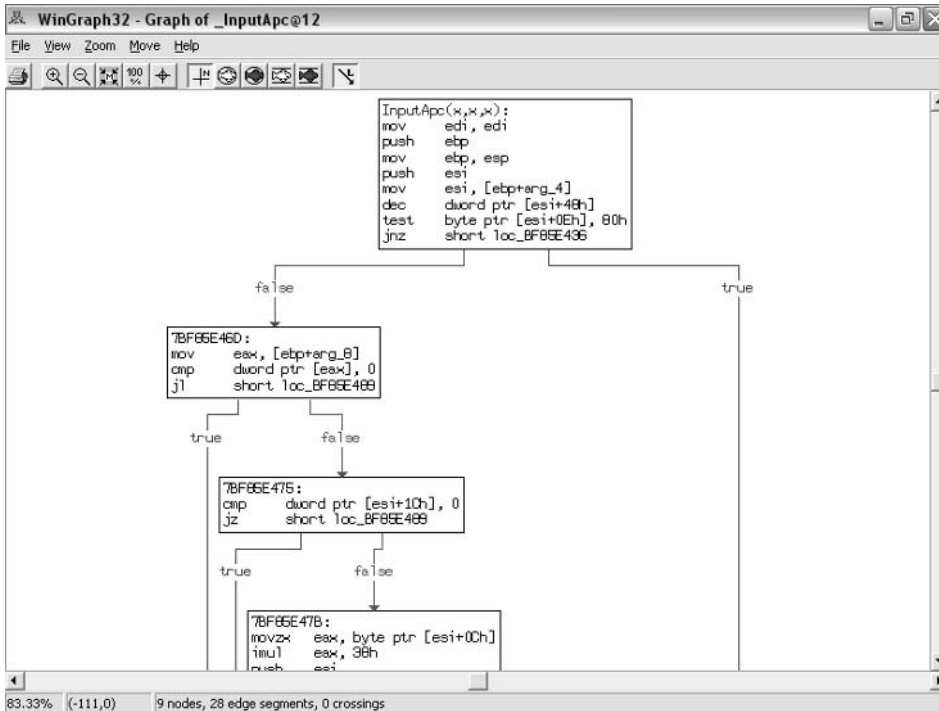 WinGraph32 - Graph of _InputApc@12
File View Zoom Move Help
100 %
InputApc(x,x,x):
mov edi, edi
push ebp
mov ebp, esp
push esi
mov esi, [ebp+arg_4]
dec dword ptr [esi+48h]
test byte ptr [esi+0Eh], 80h
jnz short loc_BF85E436
false
true
7BF85E46D:
mov eax, [ebp+arg_8]
cmp dword ptr [eax], 0
jl short loc_BF85E489
true
false
7BF85E475:
cmp dword ptr [esi+1Ch], 0
jz short loc_BF85E489
true
false
7BF85E47B:
movzx eax, byte ptr [esi+0Ch]
imul eax, 38h
push esi
83.33% (-111,0) 9 nodes, 28 edge segments, 0 crossings